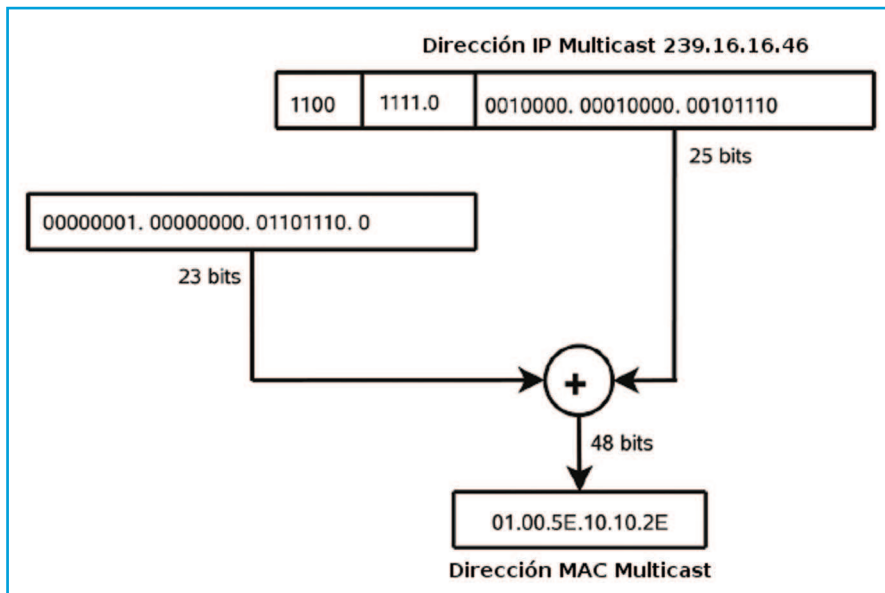 Dirección IP Multicast 239.16.16.46
1100 1111.0 0010000. 00010000. 00101110
25 bits
00000001. 00000000. 01101110. 0
23 bits
+
48 bits
01.00.5E.10.10.2E
Dirección MAC Multicast